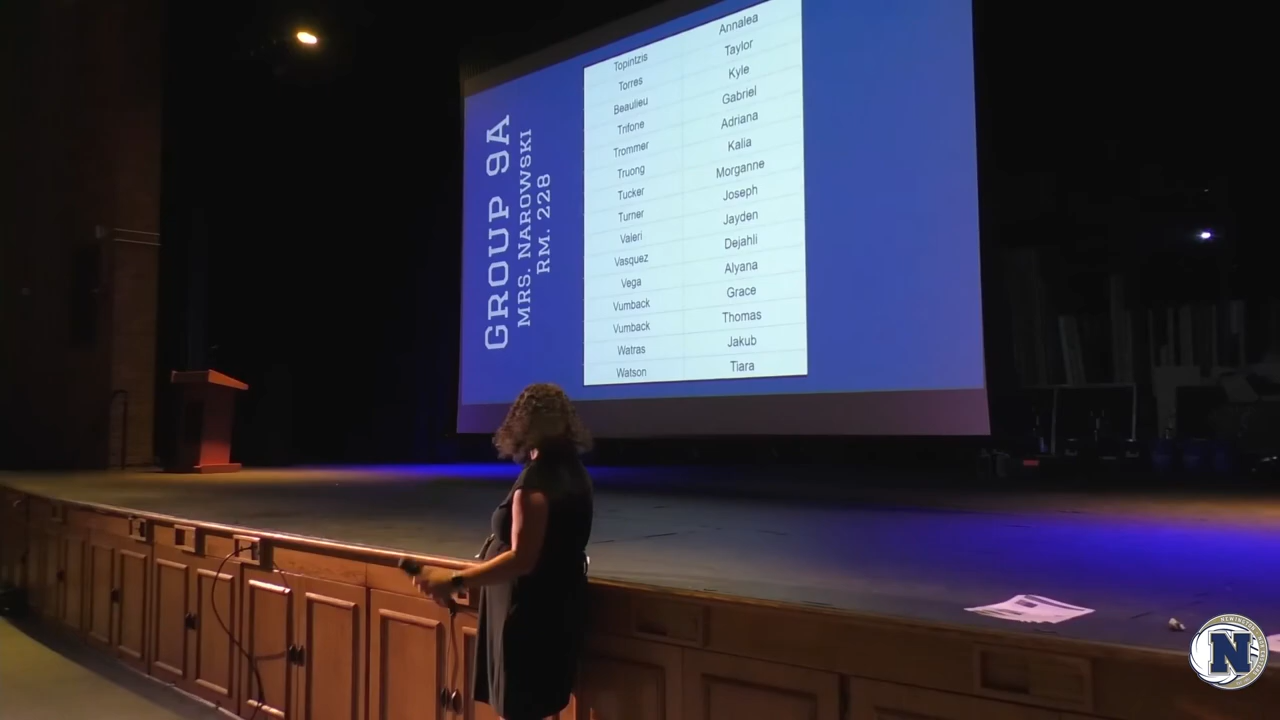 GROUP 9A
MRS. NAROWSKI
RM. 228
Topintzis Annalea
Torres Taylor
Beaulieu Kyle
Trifone Gabriel
Trommer Adriana
Truong Kalia
Tucker Morganne
Turner Joseph
Valeri Jayden
Vasquez Dejahli
Vega Alyana
Vumback Grace
Vumback Thomas
Watras Jakub
Watson Tiara
N